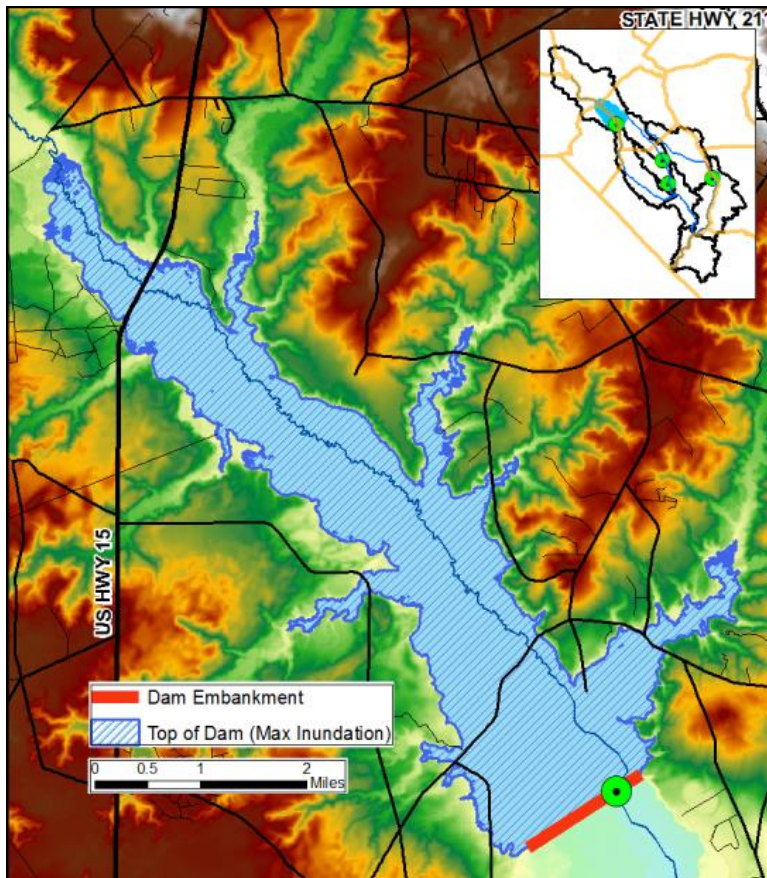 STATE HWY 21
US HWY 15
Dam Embankment
Top of Dam (Max Inundation)
0 0.5 1 2
Miles